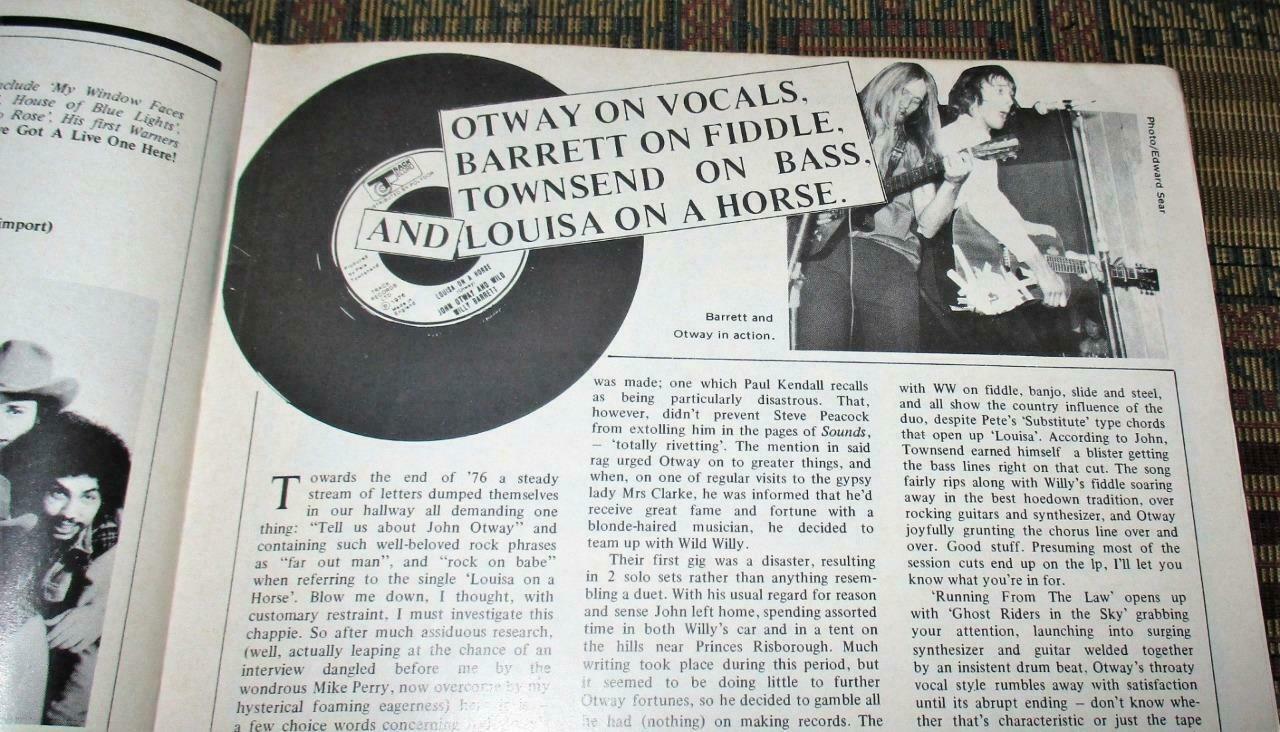 nclude 'My Window Faces
House of Blue Lights'.
o Rose'. His first Warners
ve Got A Live One Here!
import)
OTWAY ON VOCALS,
BARRETT ON FIDDLE,
TOWNSEND ON BASS,
AND LOUISA ON A HORSE.
TRACK
RECORD
Produced
by Pete
Townshend
TRACK
RECORDS
LTD
℗ 1976
Made in
England
LOUISA ON A HORSE
(Otway)
JOHN OTWAY AND WILD
WILLY BARRETT
Photo/Edward Sear
Barrett and
Otway in action.
Towards the end of '76 a steady
stream of letters dumped themselves
in our hallway all demanding one
thing: "Tell us about John Otway" and
containing such well-beloved rock phrases
as "far out man", and "rock on babe"
when referring to the single 'Louisa on a
Horse'. Blow me down, I thought, with
customary restraint, I must investigate this
chappie. So after much assiduous research,
(well, actually leaping at the chance of an
interview dangled before me by the
wondrous Mike Perry, now overcome by my
hysterical foaming eagerness)
a few choice words concerning
was made; one which Paul Kendall recalls
as being particularly disastrous. That,
however, didn't prevent Steve Peacock
from extolling him in the pages of Sounds,
– 'totally rivetting'. The mention in said
rag urged Otway on to greater things, and
when, on one of regular visits to the gypsy
lady Mrs Clarke, he was informed that he'd
receive great fame and fortune with a
blonde-haired musician, he decided to
team up with Wild Willy.
Their first gig was a disaster, resulting
in 2 solo sets rather than anything resem-
bling a duet. With his usual regard for reason
and sense John left home, spending assorted
time in both Willy's car and in a tent on
the hills near Princes Risborough. Much
writing took place during this period, but
it seemed to be doing little to further
Otway fortunes, so he decided to gamble all
he had (nothing) on making records. The
with WW on fiddle, banjo, slide and steel,
and all show the country influence of the
duo, despite Pete's 'Substitute' type chords
that open up 'Louisa'. According to John,
Townsend earned himself a blister getting
the bass lines right on that cut. The song
fairly rips along with Willy's fiddle soaring
away in the best hoedown tradition, over
rocking guitars and synthesizer, and Otway
joyfully grunting the chorus line over and
over. Good stuff. Presuming most of the
session cuts end up on the lp, I'll let you
know what you're in for.
'Running From The Law' opens up
with 'Ghost Riders in the Sky' grabbing
your attention, launching into surging
synthesizer and guitar welded together
by an insistent drum beat. Otway's throaty
vocal style rumbles away with satisfaction
until its abrupt ending – don't know whe-
ther that's characteristic or just the tape